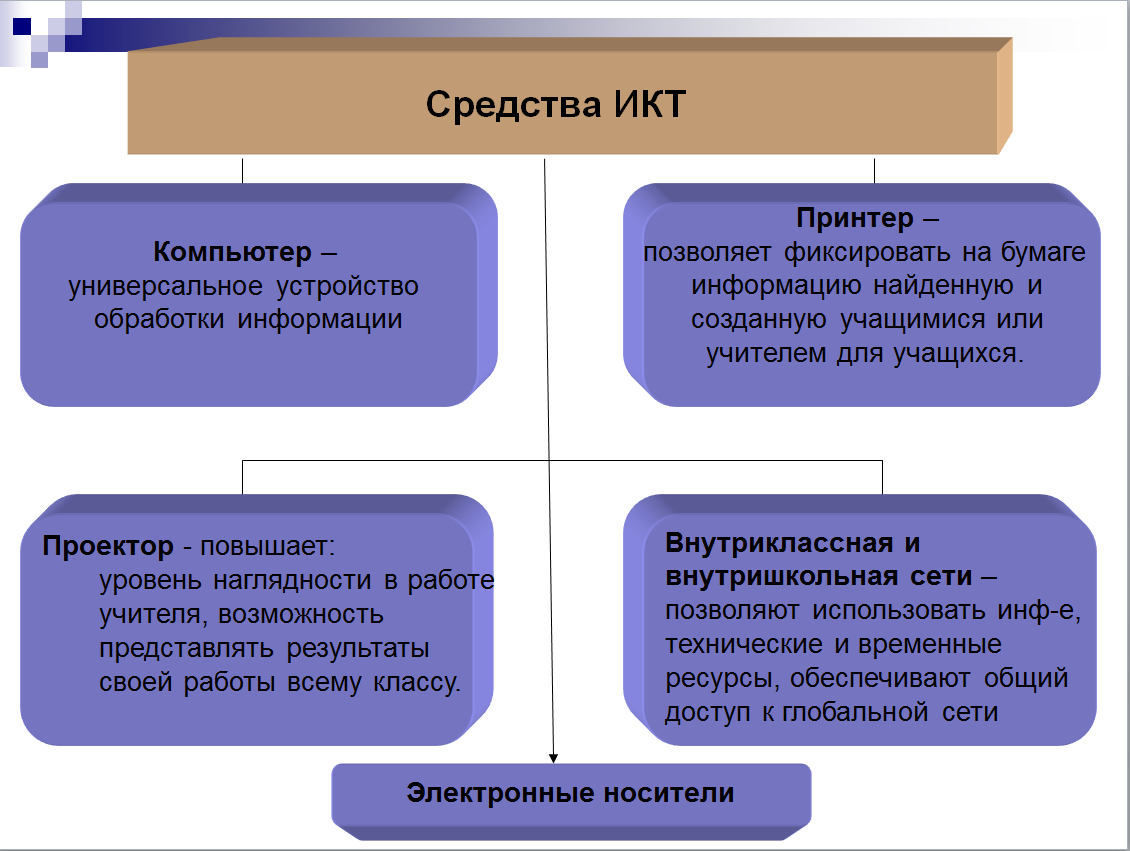 Средства ИКТ
Компьютер –
универсальное устройство
обработки информации
Принтер –
позволяет фиксировать на бумаге
информацию найденную и
созданную учащимися или
учителем для учащихся.
Проектор - повышает:
уровень наглядности в работе
учителя, возможность
представлять результаты
своей работы всему классу.
Внутриклассная и
внутришкольная сети –
позволяют использовать инф-е,
технические и временные
ресурсы, обеспечивают общий
доступ к глобальной сети
Электронные носители